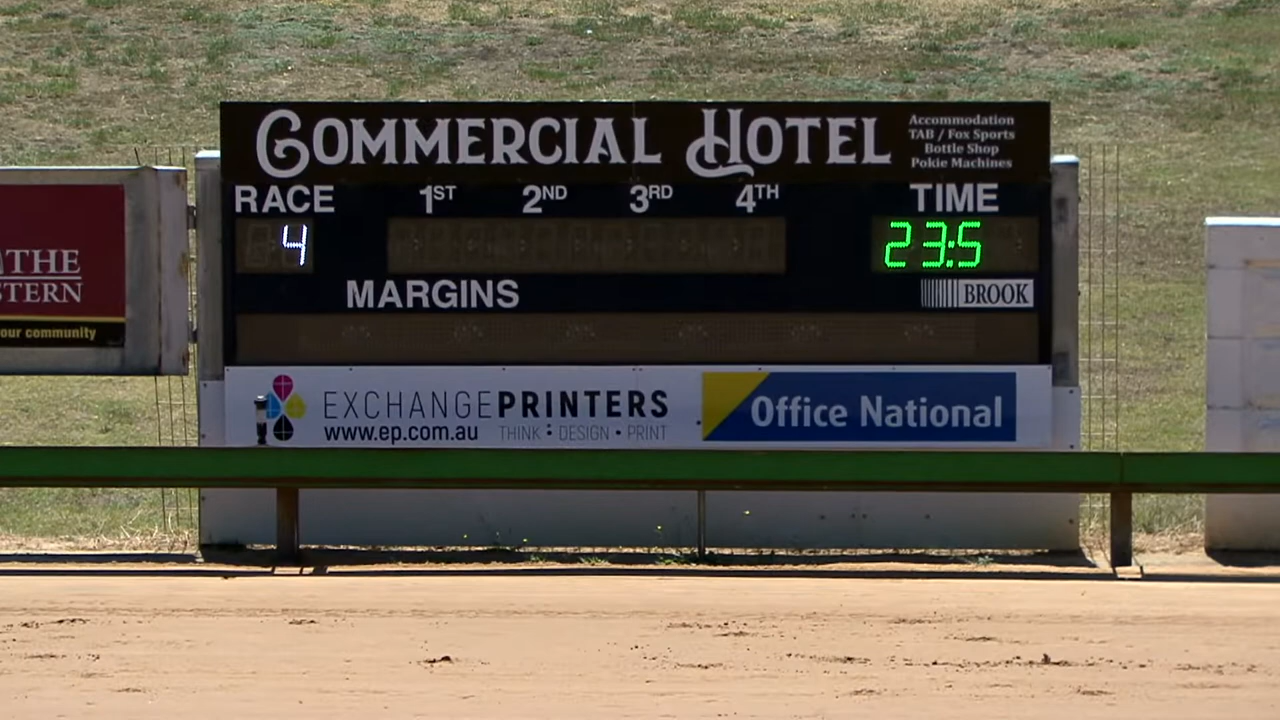 COMMERCIAL HOTEL
Accommodation
TAB / Fox Sports
Bottle Shop
Pokie Machines
RACE 1ST 2ND 3RD 4TH TIME
4 23:5
MARGINS
BROOK
THE
STERN
our community
EXCHANGEPRINTERS
www.ep.com.au THINK : DESIGN • PRINT
Office National